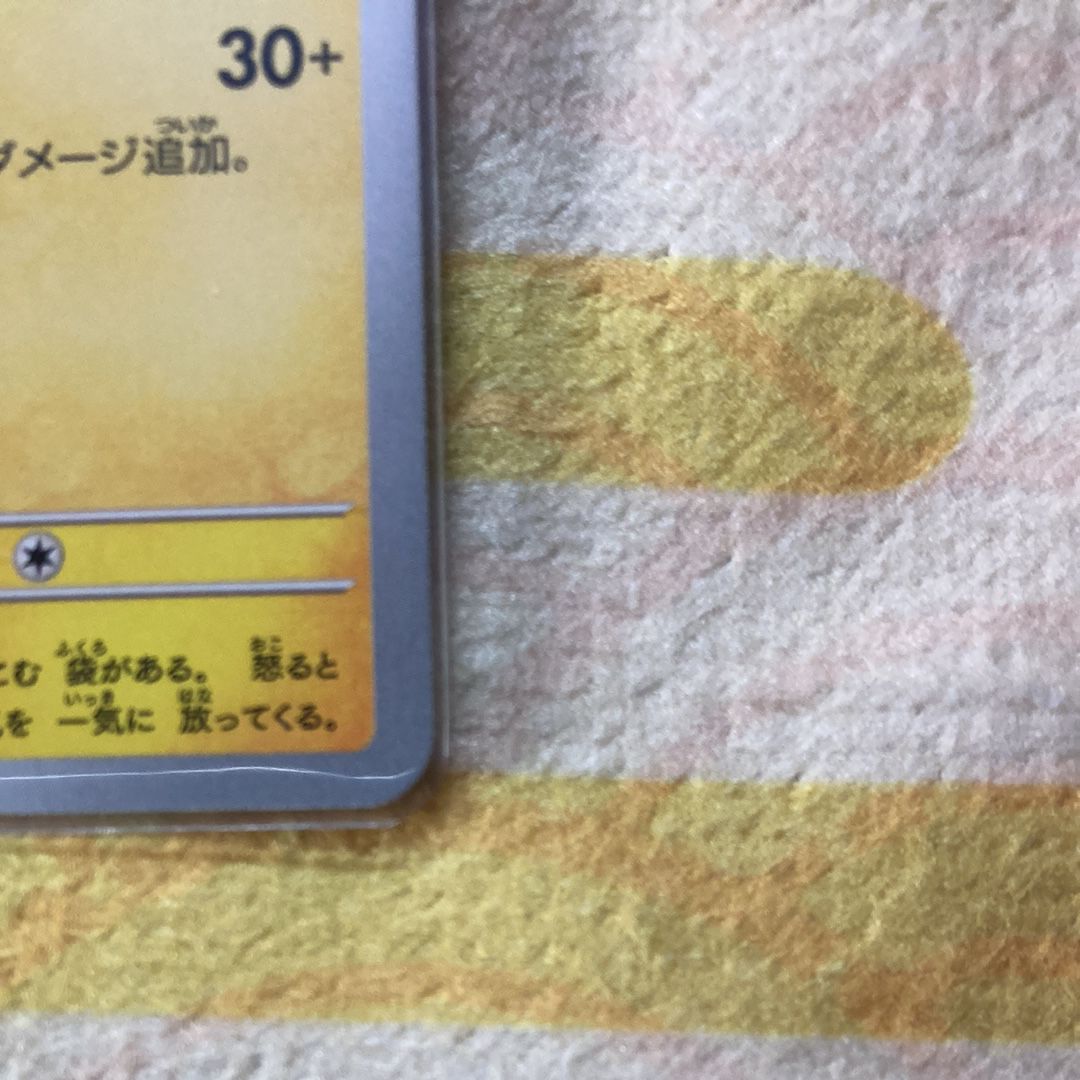 30+
ダメージ追加。
こむ 袋がある。 怒ると
を 一気に 放ってくる。